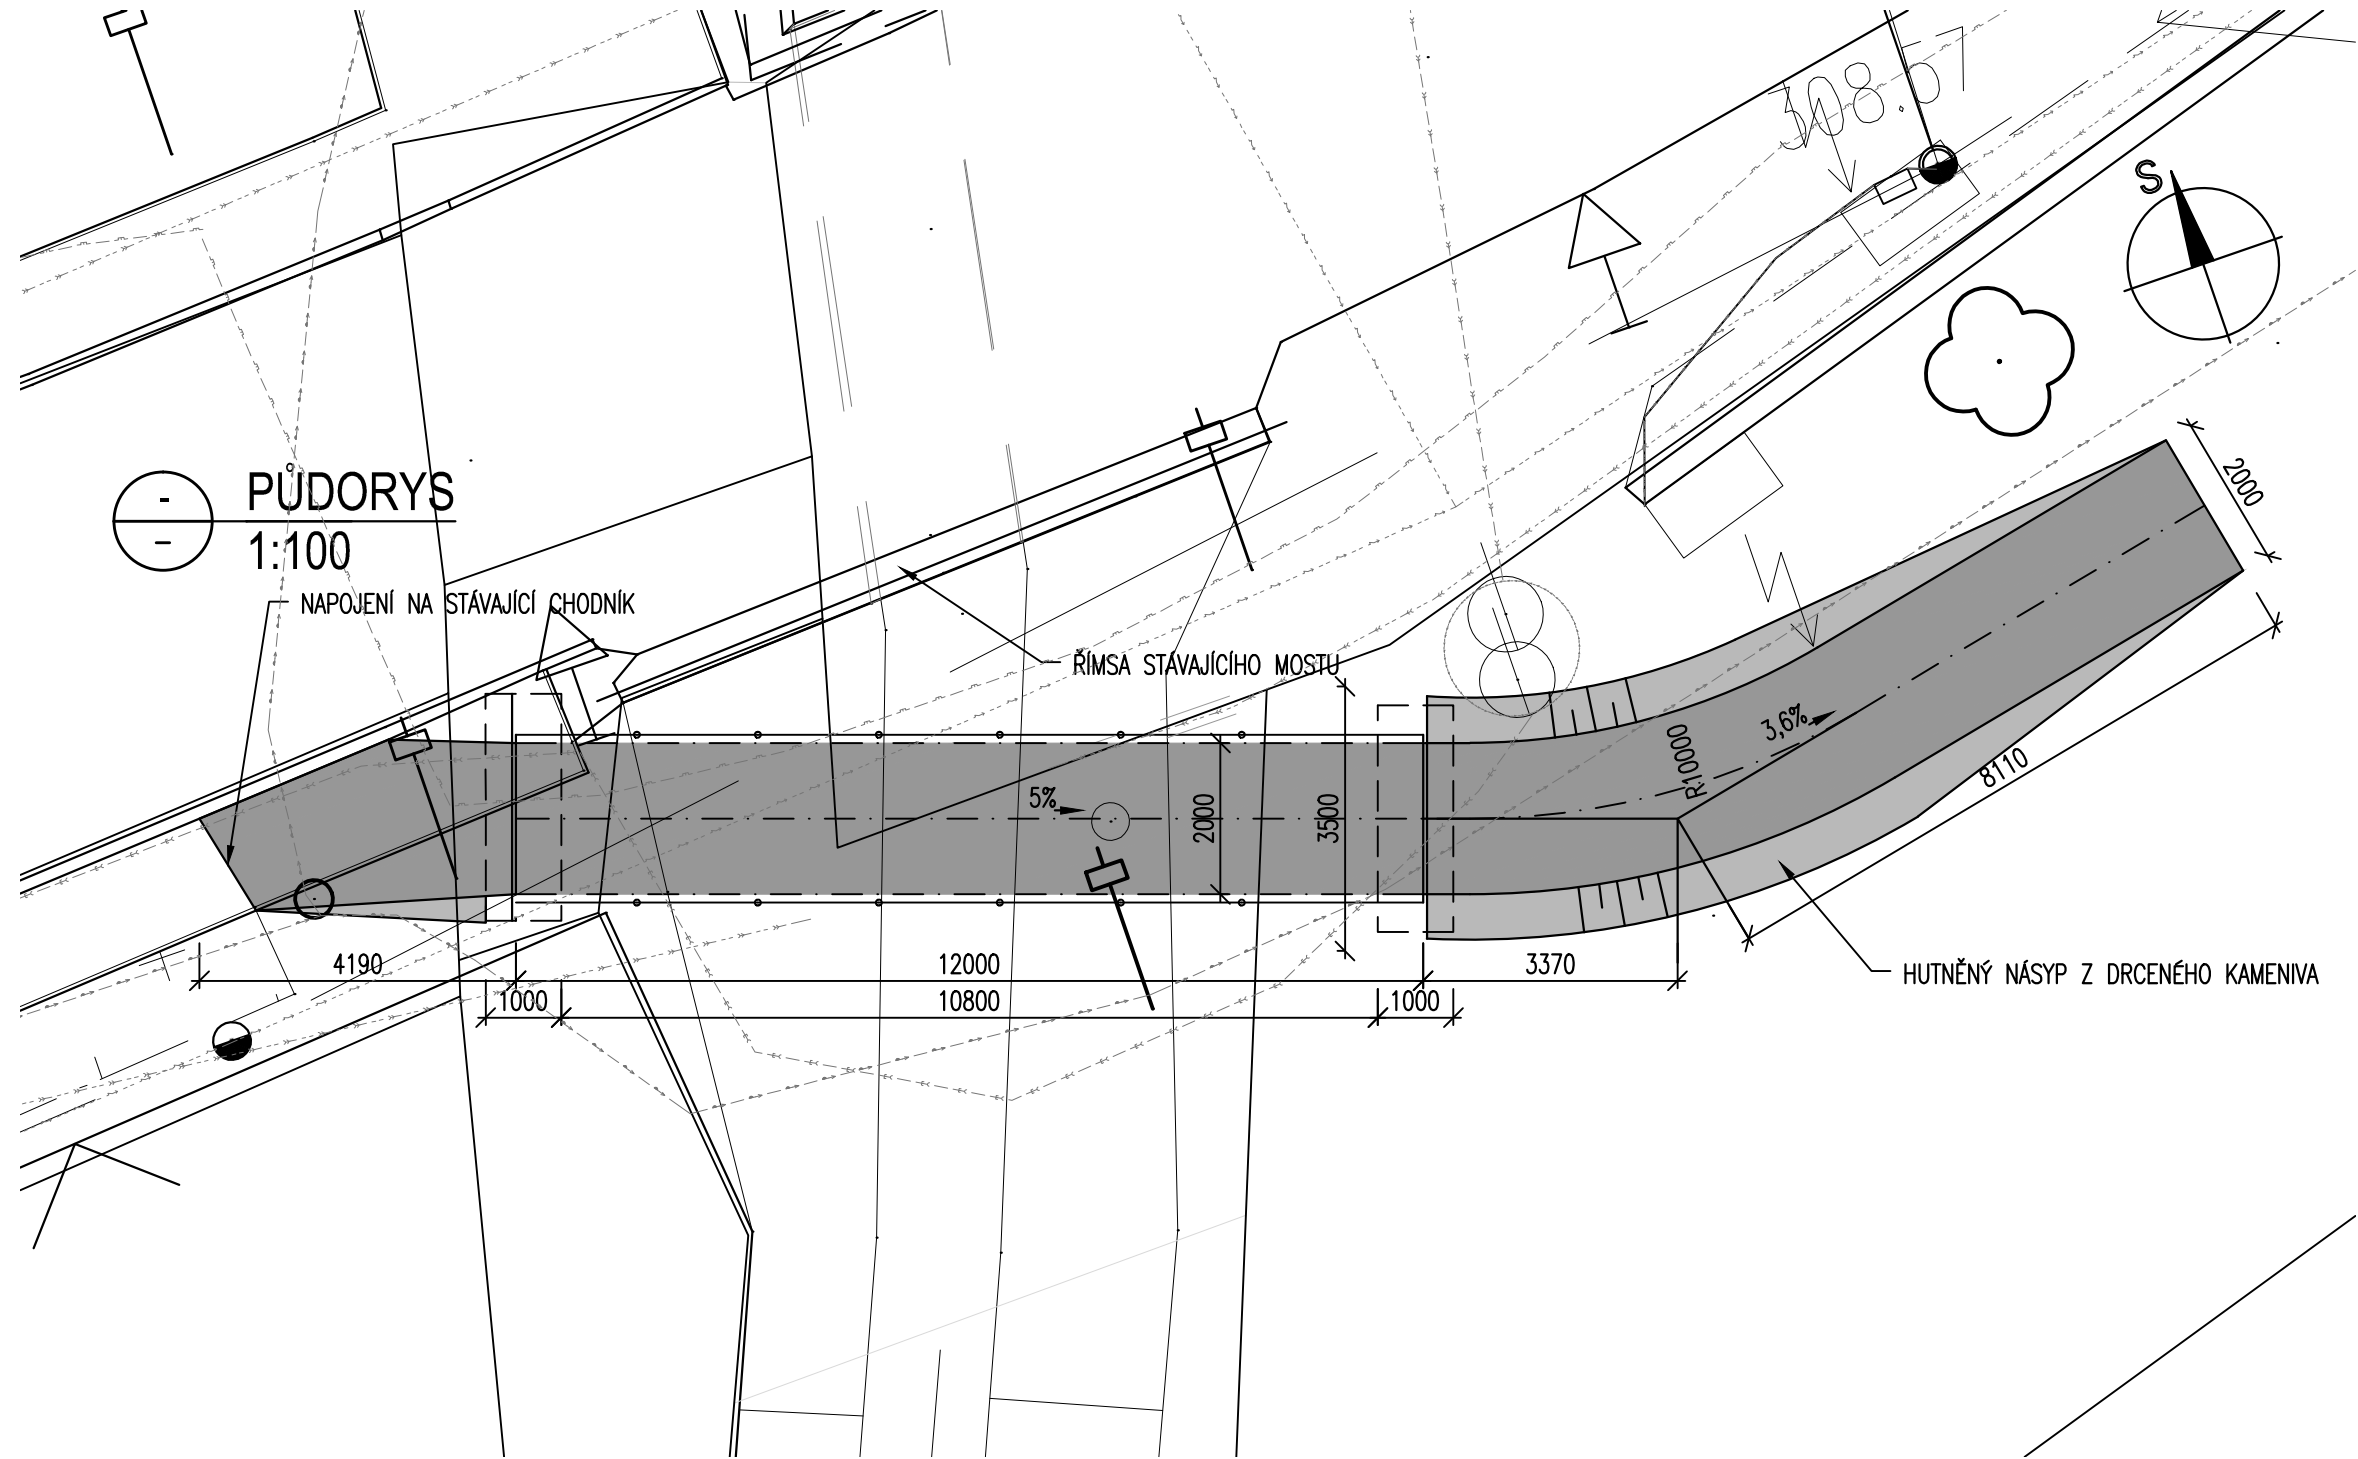 308.07
S
-
PŮDORYS
-
1:100
NAPOJENÍ NA STÁVAJÍCÍ CHODNÍK
ŘÍMSA STÁVAJÍCÍHO MOSTU
2000
5%
2000
3500
R10000
3,6%
8110
4190
12000
3370
1000
10800
1000
HUTNĚNÝ NÁSYP Z DRCENÉHO KAMENIVA